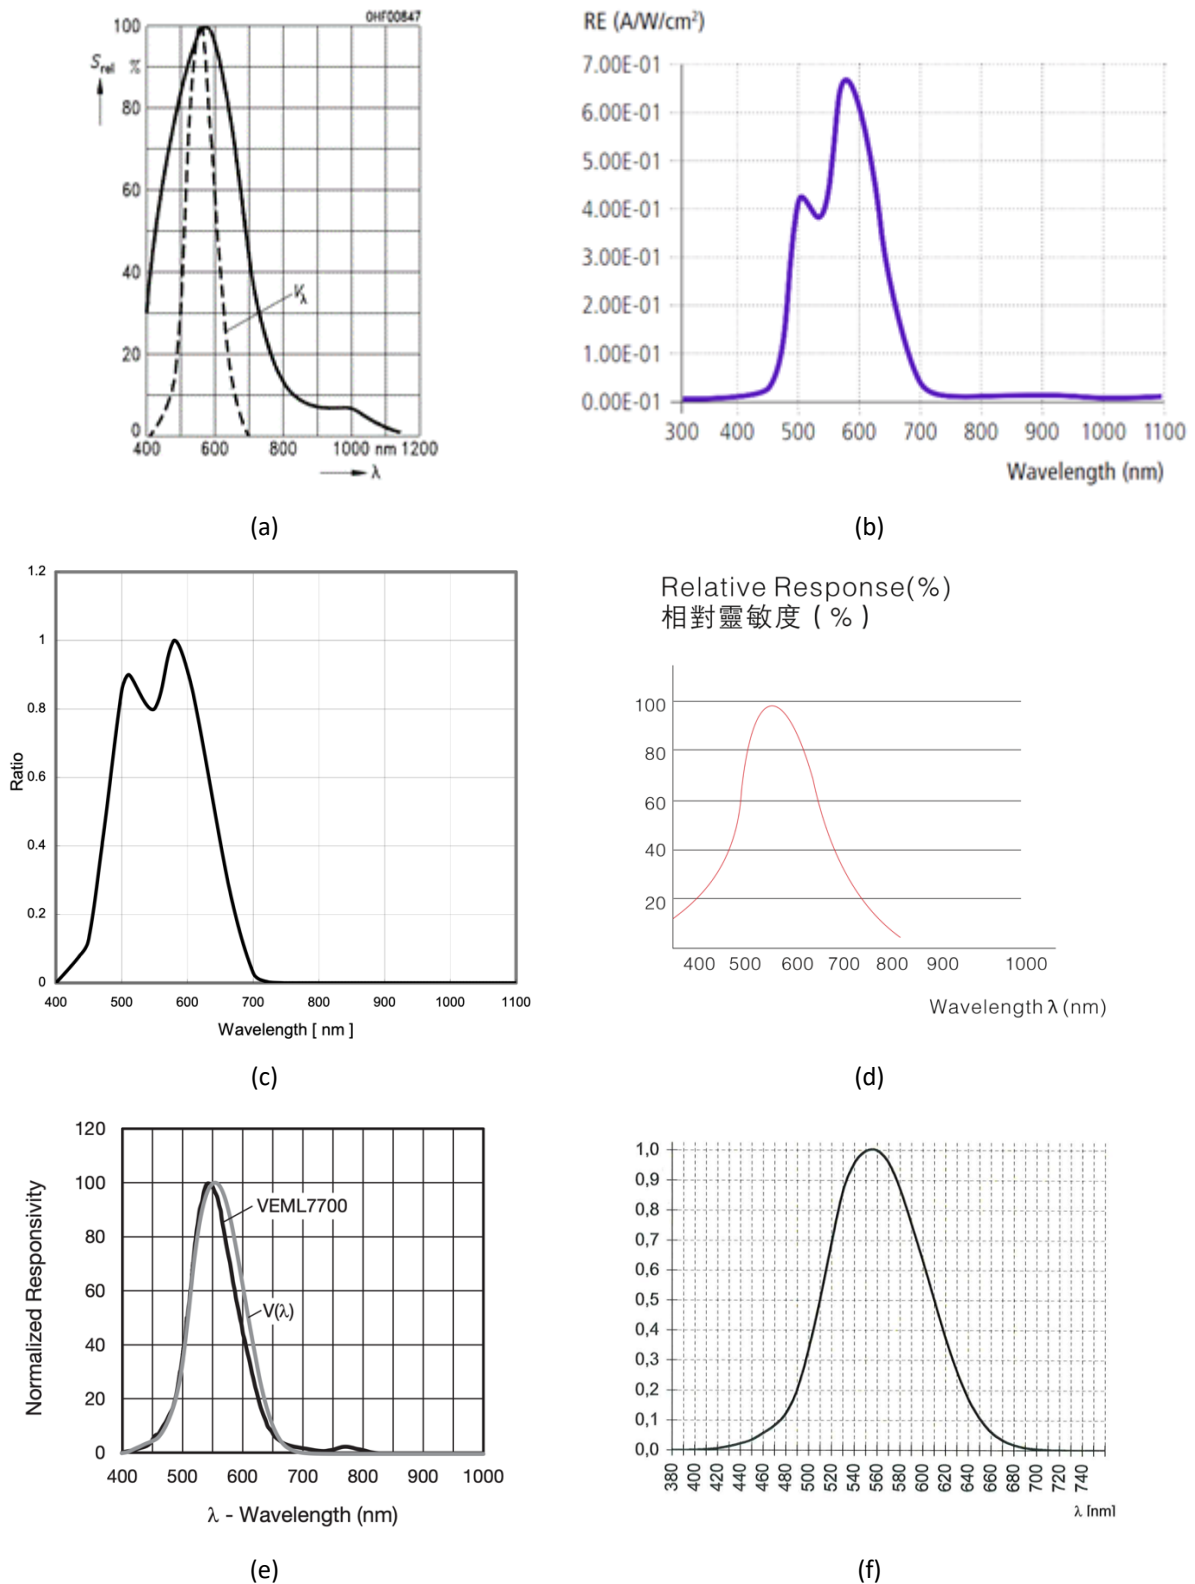 OHF00847
100
S rel %
80
60
40
20
0
Vλ
400 600 800 1000 nm 1200
λ
(a)
RE (A/W/cm²)
7.00E-01
6.00E-01
5.00E-01
4.00E-01
3.00E-01
2.00E-01
1.00E-01
0.00E-01
300 400 500 600 700 800 900 1000 1100
Wavelength (nm)
(b)
1.2
1
0.8
0.6
0.4
0.2
0
Ratio
400 500 600 700 800 900 1000 1100
Wavelength [ nm ]
(c)
Relative Response(%)
相對靈敏度 ( % )
100
80
60
40
20
400 500 600 700 800 900 1000
Wavelength λ (nm)
(d)
120
100
80
60
40
20
0
Normalized Responsivity
VEML7700
V(λ)
400 500 600 700 800 900 1000
λ - Wavelength (nm)
(e)
1,0
0,9
0,8
0,7
0,6
0,5
0,4
0,3
0,2
0,1
0,0
380 400 420 440 460 480 500 520 540 560 580 600 620 640 660 680 700 720 740
λ [nm]
(f)